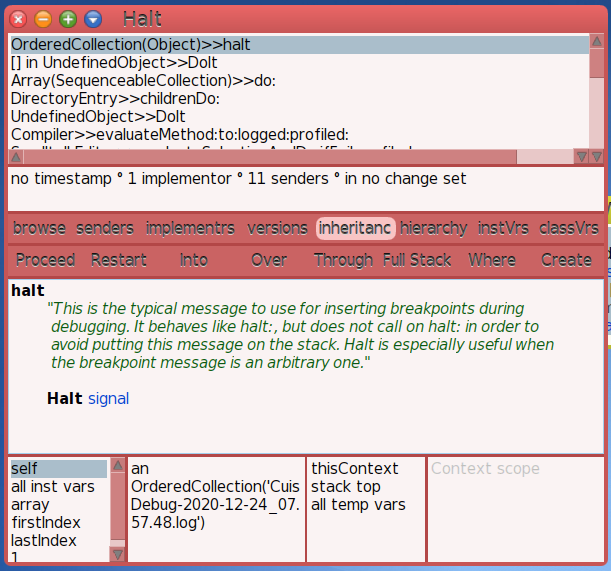 Halt
OrderedCollection(Object)>>halt
[] in UndefinedObject>>DoIt
Array(SequenceableCollection)>>do:
DirectoryEntry>>childrenDo:
UndefinedObject>>DoIt
Compiler>>evaluateMethod:to:logged:profiled:
no timestamp ° 1 implementor ° 11 senders ° in no change set
browse senders implementrs versions inheritanc hierarchy instVrs classVrs
Proceed Restart Into Over Through Full Stack Where Create
halt
"This is the typical message to use for inserting breakpoints during
debugging. It behaves like halt:, but does not call on halt: in order to
avoid putting this message on the stack. Halt is especially useful when
the breakpoint message is an arbitrary one."
Halt signal
self
all inst vars
array
firstIndex
lastIndex
1
an
OrderedCollection('Cuis
Debug-2020-12-24_07.
57.48.log')
thisContext
stack top
all temp vars
Context scope